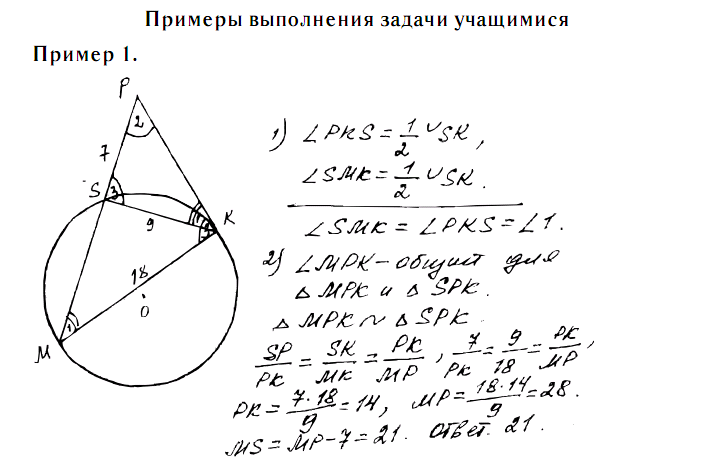 Примеры выполнения задачи учащимися
Пример 1.
P
2
7
S
3
9
K
18
O
M
1
1) ∠PKS = 1/2 ∪SK,
∠SMK = 1/2 ∪SK.
∠SMK = ∠PKS = ∠1.
2) ∠MPK – общий для
△MPK и △SPK.
△MPK ~ △SPK
SP/PK = SK/MK = PK/MP, 7/PK = 9/18 = PK/MP,
PK = 7·18/9 = 14, MP = 18·14/9 = 28.
MS = MP – 7 = 21. Ответ. 21.